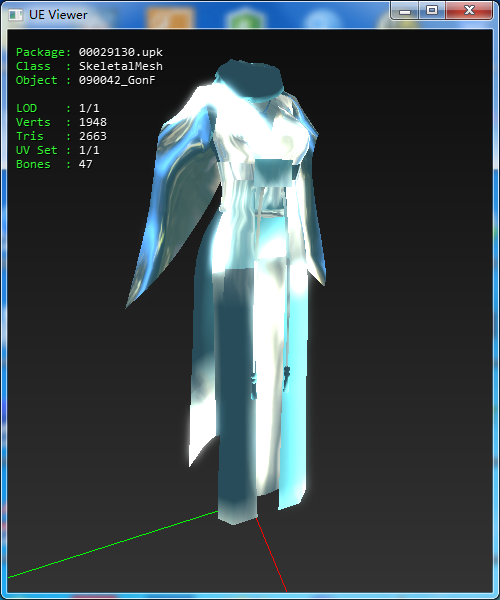 UE Viewer
Package: 00029130.upk
Class : SkeletalMesh
Object : 090042_GonF
LOD : 1/1
Verts : 1948
Tris : 2663
UV Set : 1/1
Bones : 47